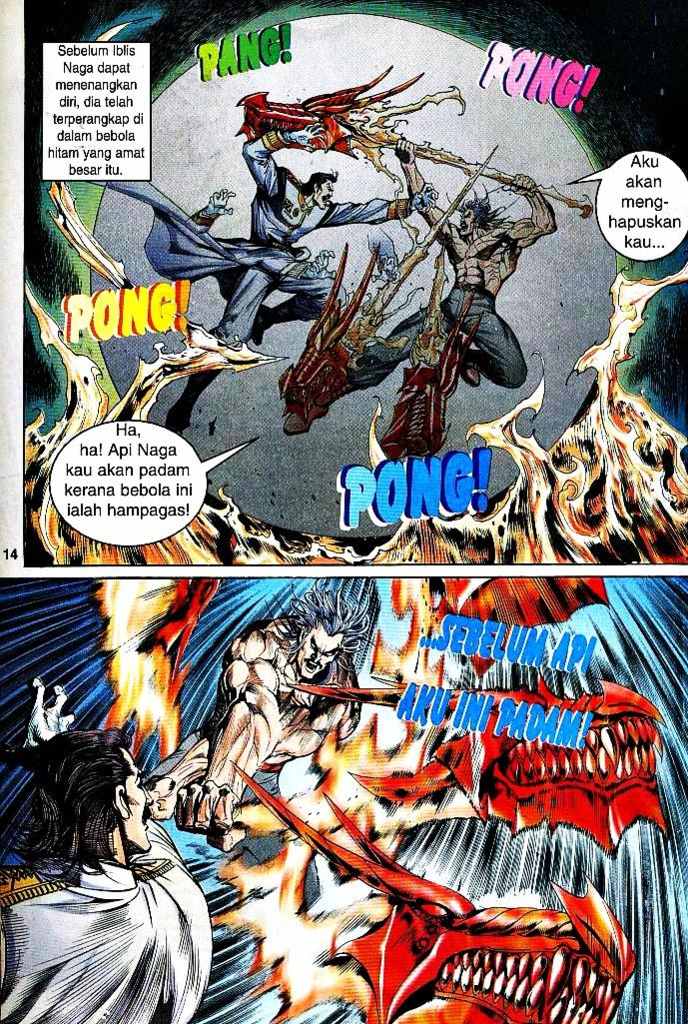 Sebelum Iblis
Naga dapat
menenangkan
diri, dia telah
terperangkap di
dalam bebola
hitam yang amat
besar itu.
PANG!
PONG!
Aku
akan
meng-
hapuskan
kau...
PONG!
Ha,
ha! Api Naga
kau akan padam
kerana bebola ini
ialah hampagas!
PONG!
14
...SEBELUM API
AKU INI PADAM!